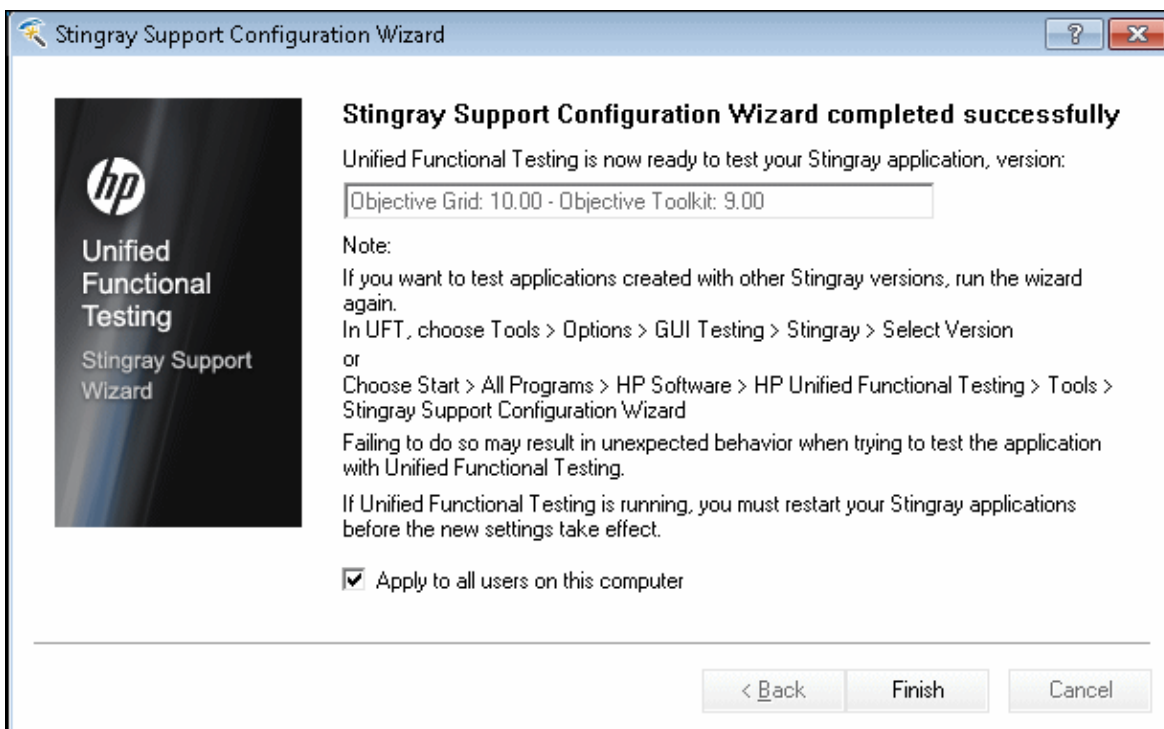 Stingray Support Configuration Wizard
?
hp
Unified
Functional
Testing
Stingray Support
Wizard
Stingray Support Configuration Wizard completed successfully
Unified Functional Testing is now ready to test your Stingray application, version:
Objective Grid: 10.00 - Objective Toolkit: 9.00
Note:
If you want to test applications created with other Stingray versions, run the wizard
again.
In UFT, choose Tools > Options > GUI Testing > Stingray > Select Version
or
Choose Start > All Programs > HP Software > HP Unified Functional Testing > Tools >
Stingray Support Configuration Wizard
Failing to do so may result in unexpected behavior when trying to test the application
with Unified Functional Testing.
If Unified Functional Testing is running, you must restart your Stingray applications
before the new settings take effect.
Apply to all users on this computer
< Back
Finish
Cancel